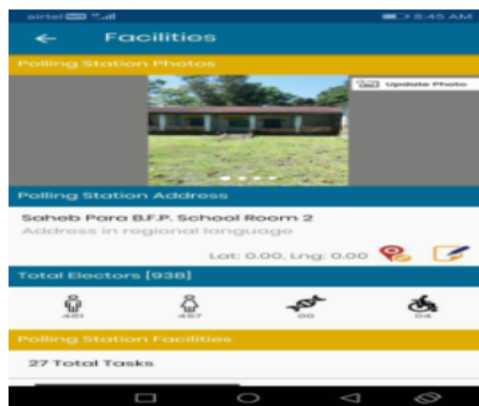 airtel
8:45 AM
Facilities
Polling Station Photos
Update Photo
Polling Station Address
Saheb Para B.F.P. School Room 2
Address in regional language
Lat: 0.00, Lng: 0.00
Total Electors [938]
481 457 00 04
Polling Station Facilities
27 Total Tasks